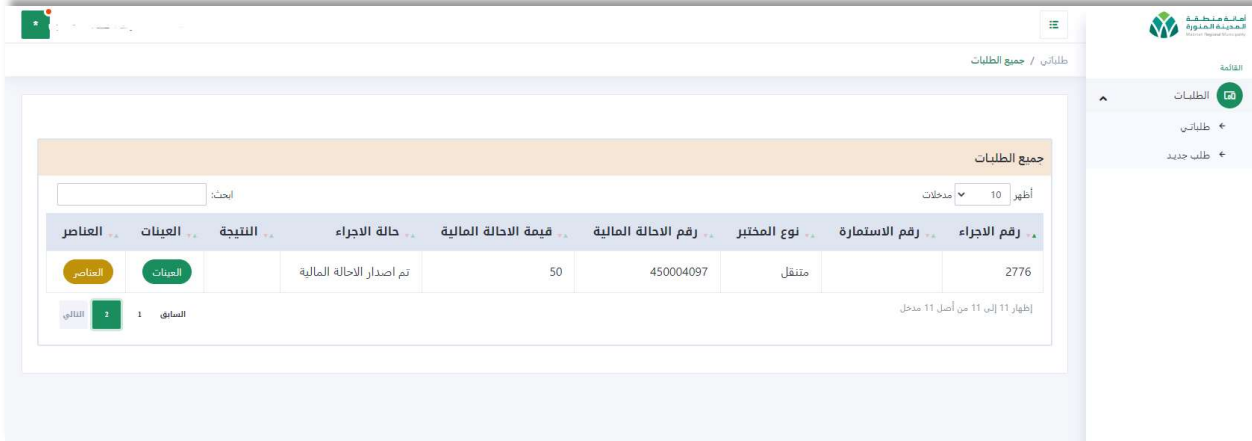 أمانة منطقة
المدينة المنورة
القائمة
الطلبات
طلباتي
طلب جديد
طلباتي / جميع الطلبات
جميع الطلبات
أظهر 10 مدخلات
ابحث:
رقم الاجراء رقم الاستمارة نوع المختبر رقم الاحالة المالية قيمة الاحالة المالية حالة الاجراء النتيجة العينات العناصر
2776 متنقل 450004097 50 تم اصدار الاحالة المالية العينات العناصر
إظهار 11 إلى 11 من أصل 11 مدخل
السابق 1 2 التالي